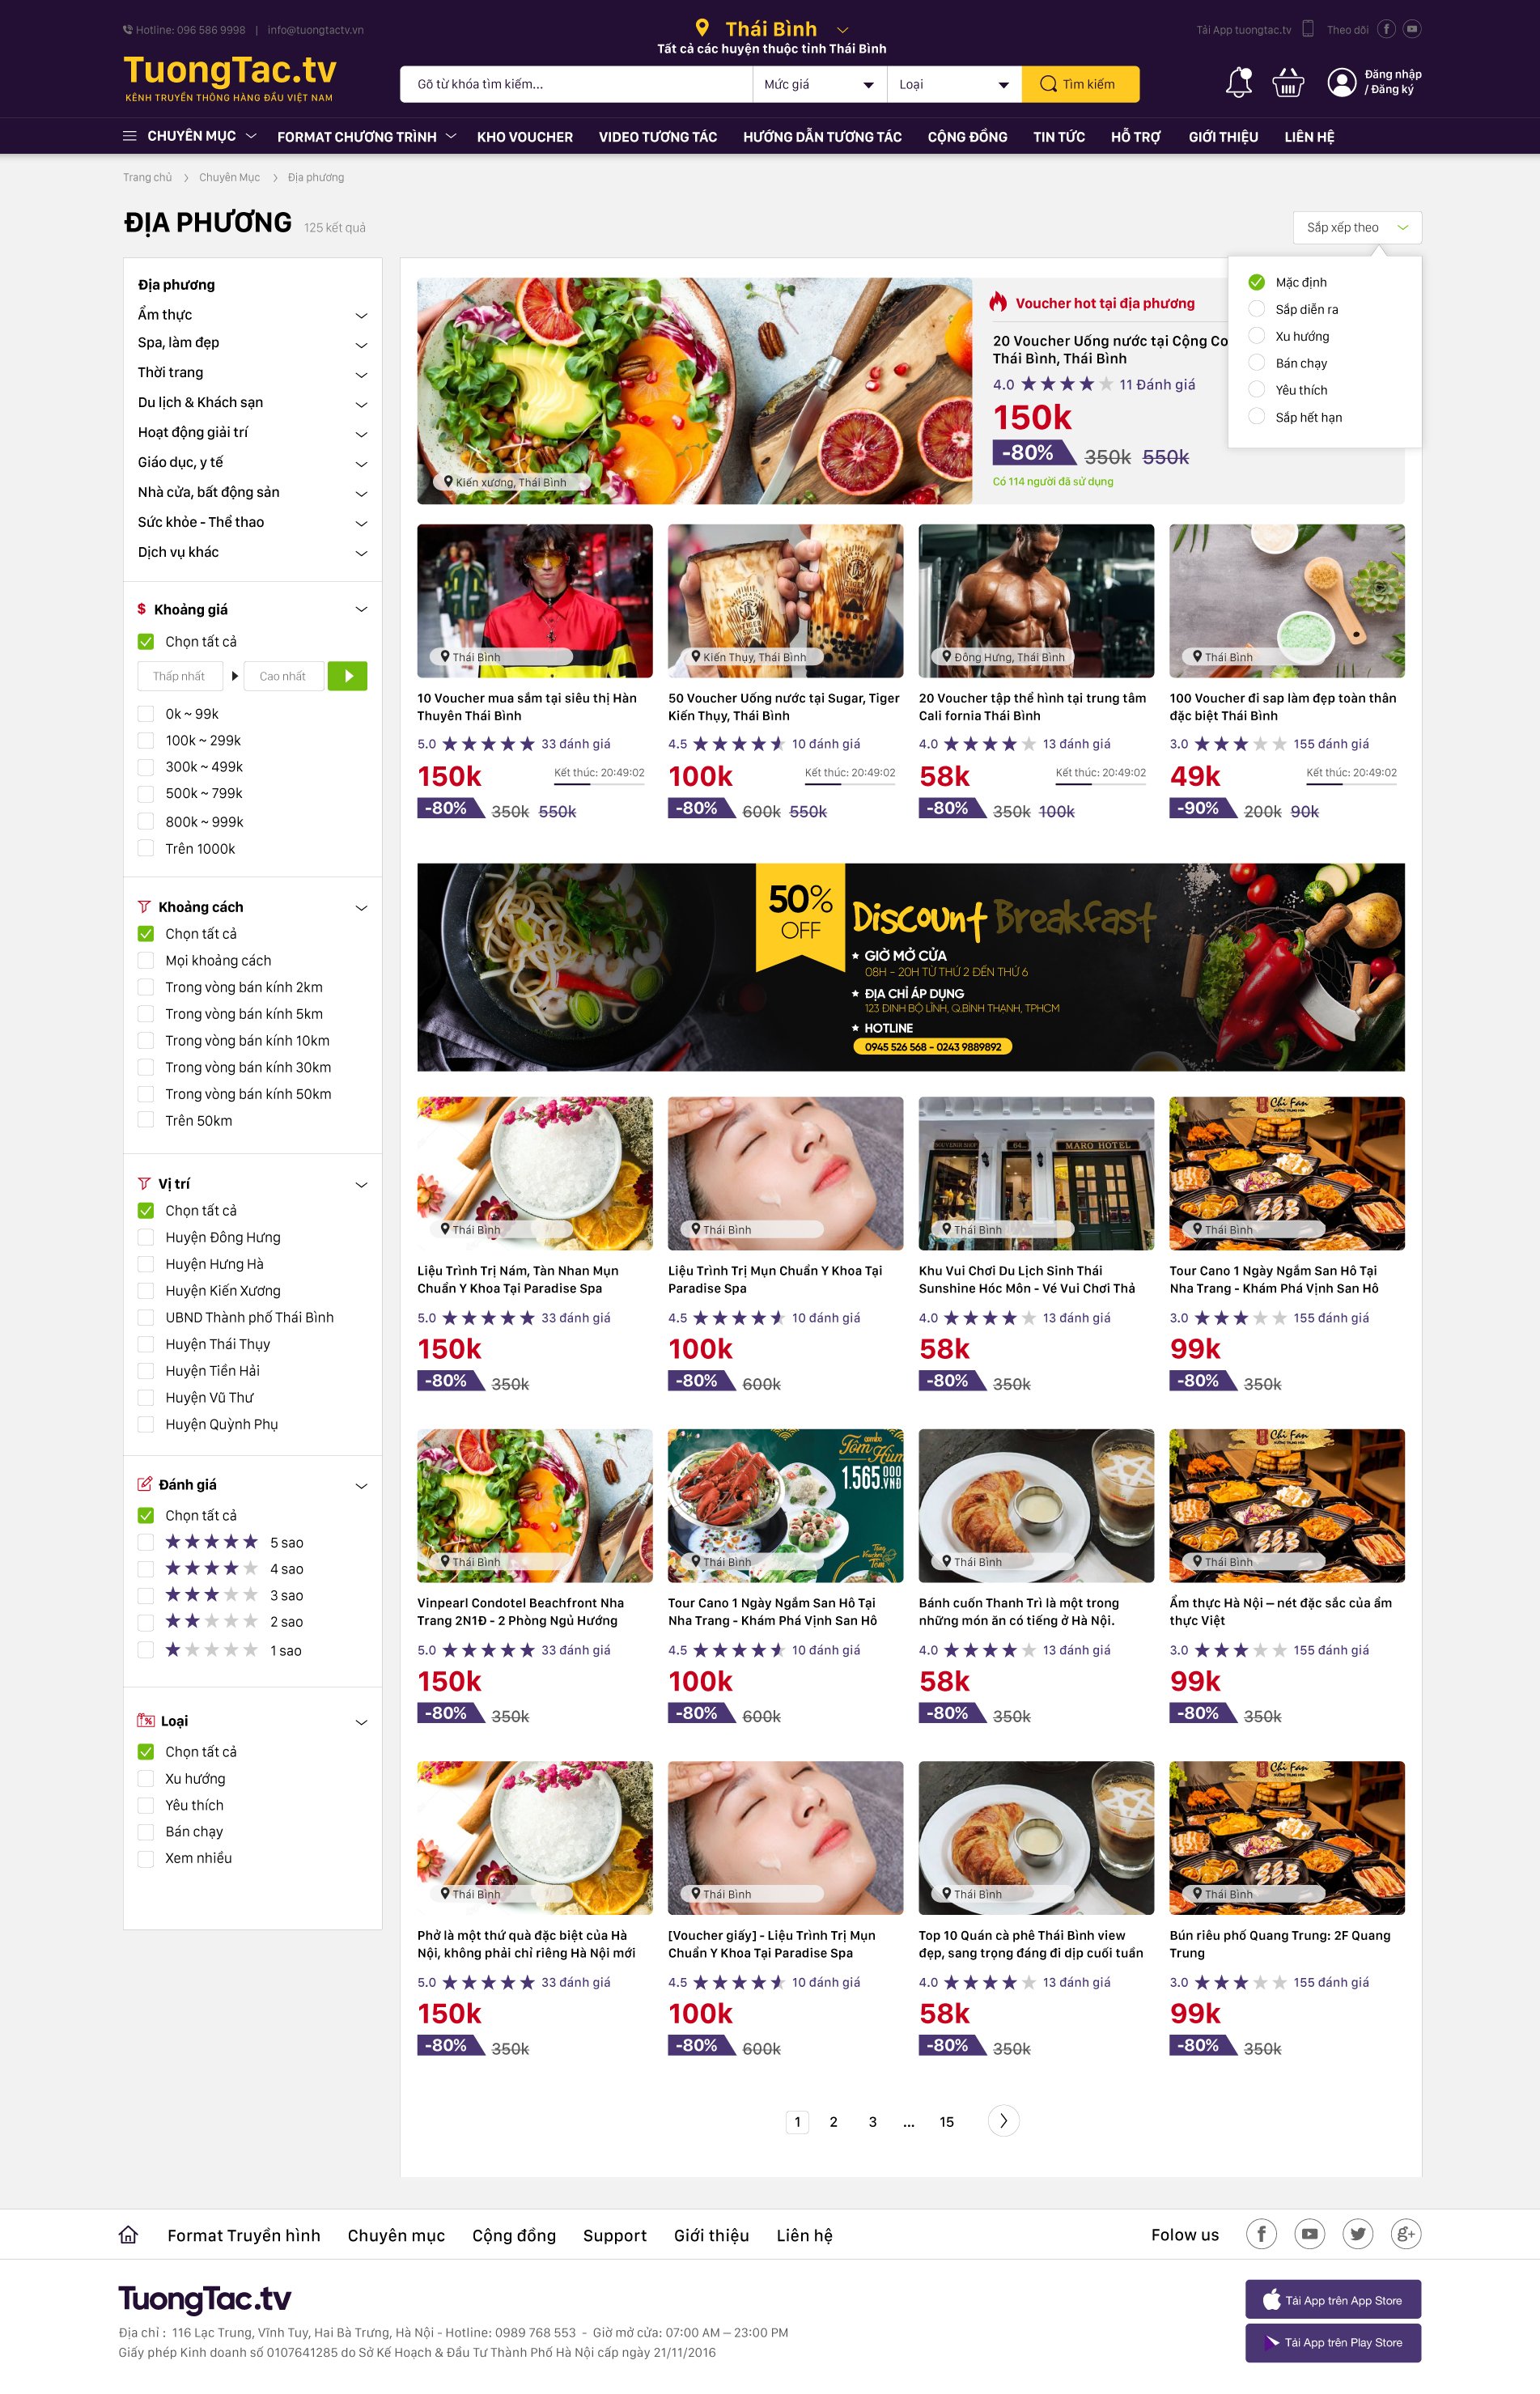 Hotline: 096 586 9998 | info@tuongtactv.vn
Thái Bình
Tất cả các huyện thuộc tỉnh Thái Bình
Tải App tuongtac.tv Theo dõi
TuongTac.tv
KÊNH TRUYỀN THÔNG HÀNG ĐẦU VIỆT NAM
Gõ từ khóa tìm kiếm... Mức giá Loại Tìm kiếm
Đăng nhập
/ Đăng ký
CHUYÊN MỤC FORMAT CHƯƠNG TRÌNH KHO VOUCHER VIDEO TƯƠNG TÁC HƯỚNG DẪN TƯƠNG TÁC CỘNG ĐỒNG TIN TỨC HỖ TRỢ GIỚI THIỆU LIÊN HỆ
Trang chủ > Chuyên Mục > Địa phương
ĐỊA PHƯƠNG 125 kết quả
Sắp xếp theo
Mặc định
Sắp diễn ra
Xu hướng
Bán chạy
Yêu thích
Sắp hết hạn
Địa phương
Ẩm thực
Spa, làm đẹp
Thời trang
Du lịch & Khách sạn
Hoạt động giải trí
Giáo dục, y tế
Nhà cửa, bất động sản
Sức khỏe - Thể thao
Dịch vụ khác
$ Khoảng giá
Chọn tất cả
Thấp nhất Cao nhất
0k ~ 99k
100k ~ 299k
300k ~ 499k
500k ~ 799k
800k ~ 999k
Trên 1000k
Khoảng cách
Chọn tất cả
Mọi khoảng cách
Trong vòng bán kính 2km
Trong vòng bán kính 5km
Trong vòng bán kính 10km
Trong vòng bán kính 30km
Trong vòng bán kính 50km
Trên 50km
Vị trí
Chọn tất cả
Huyện Đông Hưng
Huyện Hưng Hà
Huyện Kiến Xương
UBND Thành phố Thái Bình
Huyện Thái Thụy
Huyện Tiền Hải
Huyện Vũ Thư
Huyện Quỳnh Phụ
Đánh giá
Chọn tất cả
5 sao
4 sao
3 sao
2 sao
1 sao
Loại
Chọn tất cả
Xu hướng
Yêu thích
Bán chạy
Xem nhiều
Kiến xương, Thái Bình
Voucher hot tại địa phương
20 Voucher Uống nước tại Cộng Co
Thái Bình, Thái Bình
4.0 11 Đánh giá
150k
-80% 350k 550k
Có 114 người đã sử dụng
Thái Bình
10 Voucher mua sắm tại siêu thị Hàn
Thuyên Thái Bình
5.0 33 đánh giá
150k Kết thúc: 20:49:02
-80% 350k 550k
TIGER
SUGAR
Kiến Thụy, Thái Bình
50 Voucher Uống nước tại Sugar, Tiger
Kiến Thụy, Thái Bình
4.5 10 đánh giá
100k Kết thúc: 20:49:02
-80% 600k 550k
Đông Hưng, Thái Bình
20 Voucher tập thể hình tại trung tâm
Cali fornia Thái Bình
4.0 13 đánh giá
58k Kết thúc: 20:49:02
-80% 350k 100k
Thái Bình
100 Voucher đi sap làm đẹp toàn thân
đặc biệt Thái Bình
3.0 155 đánh giá
49k Kết thúc: 20:49:02
-90% 200k 90k
50%
OFF
Discount Breakfast
GIỜ MỞ CỬA
08H - 20H TỪ THỨ 2 ĐẾN THỨ 6
ĐỊA CHỈ ÁP DỤNG
123 ĐINH BỘ LĨNH, Q.BÌNH THẠNH, TPHCM
HOTLINE
0945 526 568 - 0243 9889892
Thái Bình
Liệu Trình Trị Nám, Tàn Nhan Mụn
Chuẩn Y Khoa Tại Paradise Spa
5.0 33 đánh giá
150k
-80% 350k
Thái Bình
Liệu Trình Trị Mụn Chuẩn Y Khoa Tại
Paradise Spa
4.5 10 đánh giá
100k
-80% 600k
SOUVENIR SHOP 64 MARO HOTEL
Thái Bình
Khu Vui Chơi Du Lịch Sinh Thái
Sunshine Hóc Môn - Vé Vui Chơi Thả
4.0 13 đánh giá
58k
-80% 350k
Chi Fan
Thái Bình
Tour Cano 1 Ngày Ngắm San Hô Tại
Nha Trang - Khám Phá Vịnh San Hô
3.0 155 đánh giá
99k
-80% 350k
Thái Bình
Vinpearl Condotel Beachfront Nha
Trang 2N1Đ - 2 Phòng Ngủ Hướng
5.0 33 đánh giá
150k
-80% 350k
combo
Tôm Hùm
1.565 000
VNĐ
Thái Bình
Tour Cano 1 Ngày Ngắm San Hô Tại
Nha Trang - Khám Phá Vịnh San Hô
4.5 10 đánh giá
100k
-80% 600k
Thái Bình
Bánh cuốn Thanh Trì là một trong
những món ăn có tiếng ở Hà Nội.
4.0 13 đánh giá
58k
-80% 350k
Chi Fan
Thái Bình
Ẩm thực Hà Nội – nét đặc sắc của ẩm
thực Việt
3.0 155 đánh giá
99k
-80% 350k
Thái Bình
Phở là một thứ quà đặc biệt của Hà
Nội, không phải chỉ riêng Hà Nội mới
5.0 33 đánh giá
150k
-80% 350k
Thái Bình
[Voucher giấy] - Liệu Trình Trị Mụn
Chuẩn Y Khoa Tại Paradise Spa
4.5 10 đánh giá
100k
-80% 600k
Thái Bình
Top 10 Quán cà phê Thái Bình view
đẹp, sang trọng đáng đi dịp cuối tuần
4.0 13 đánh giá
58k
-80% 350k
Chi Fan
Thái Bình
Bún riêu phố Quang Trung: 2F Quang
Trung
3.0 155 đánh giá
99k
-80% 350k
1 2 3 ... 15
Format Truyền hình Chuyên mục Cộng đồng Support Giới thiệu Liên hệ
Folow us
TuongTac.tv
Địa chỉ : 116 Lạc Trung, Vĩnh Tuy, Hai Bà Trưng, Hà Nội - Hotline: 0989 768 553 - Giờ mở cửa: 07:00 AM – 23:00 PM
Giấy phép Kinh doanh số 0107641285 do Sở Kế Hoạch & Đầu Tư Thành Phố Hà Nội cấp ngày 21/11/2016
Tải App trên App Store
Tải App trên Play Store